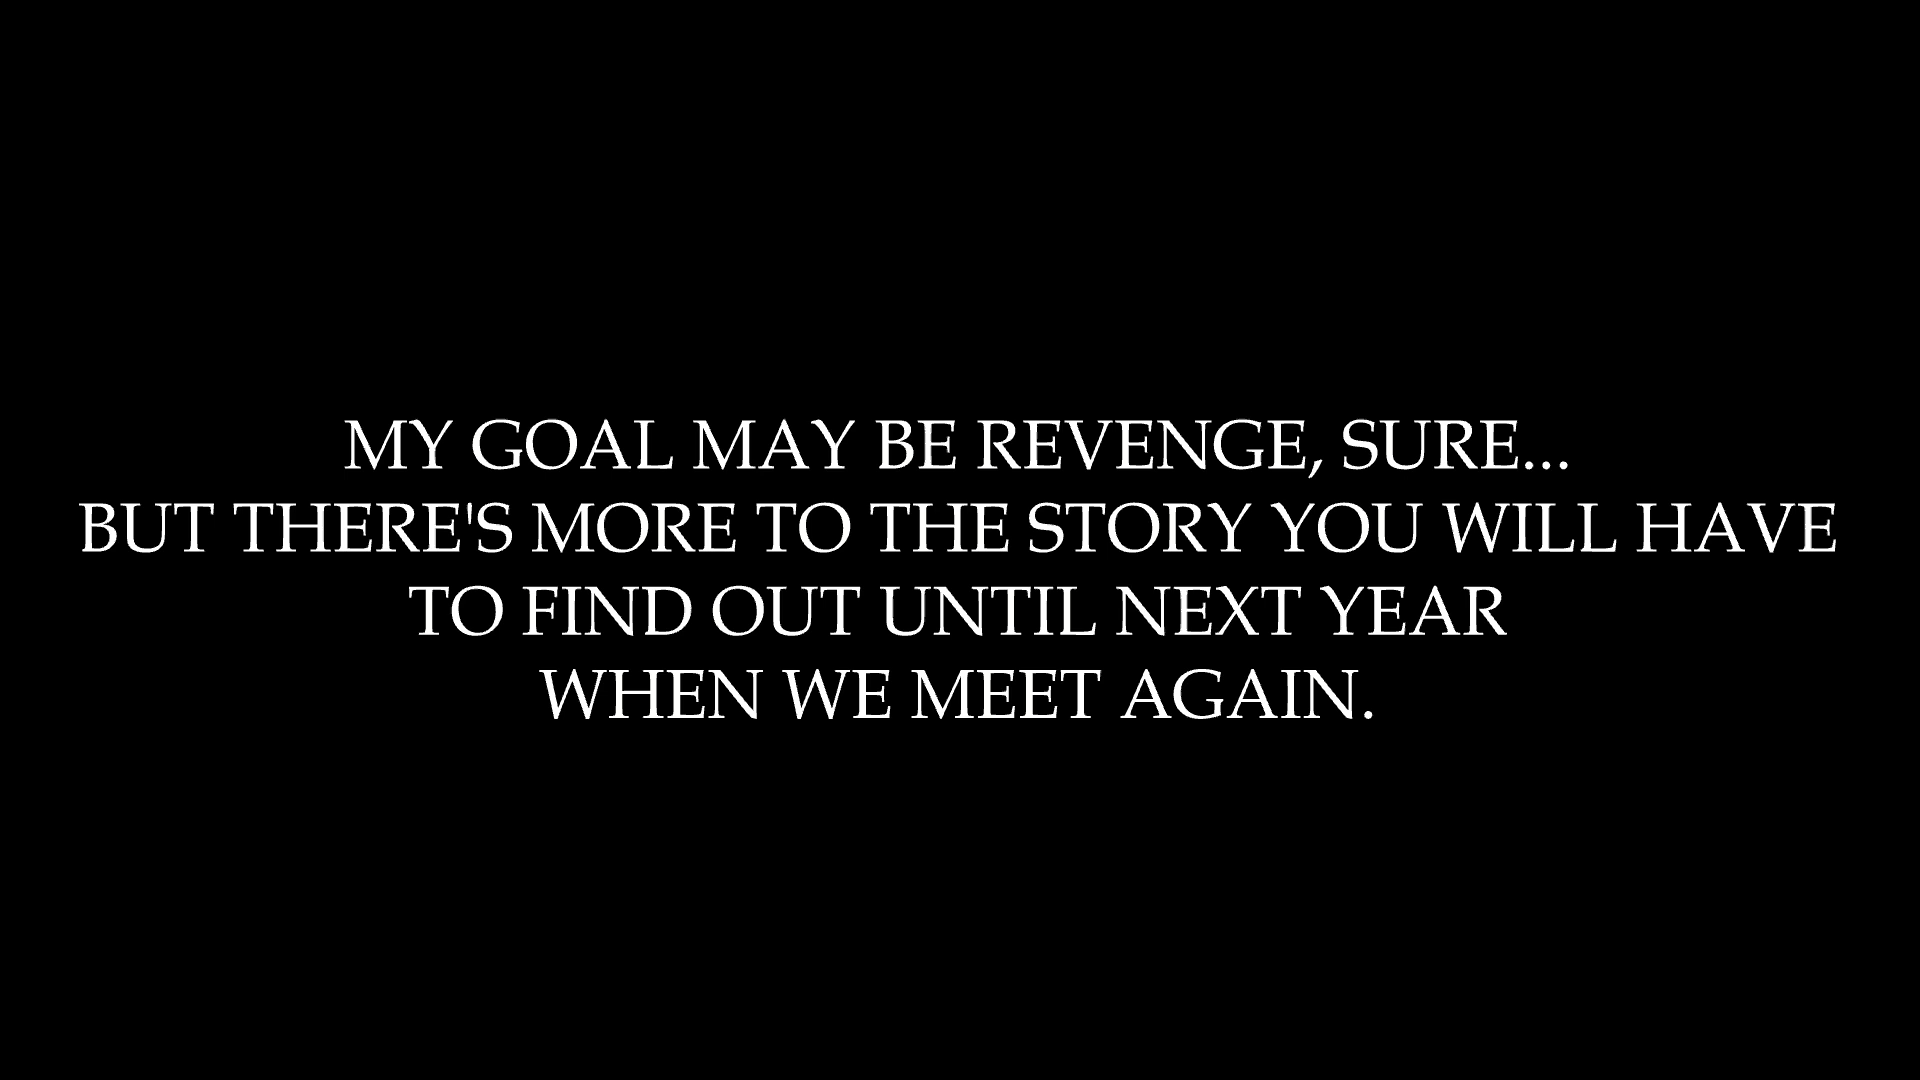 MY GOAL MAY BE REVENGE, SURE...
BUT THERE'S MORE TO THE STORY YOU WILL HAVE
TO FIND OUT UNTIL NEXT YEAR
WHEN WE MEET AGAIN.